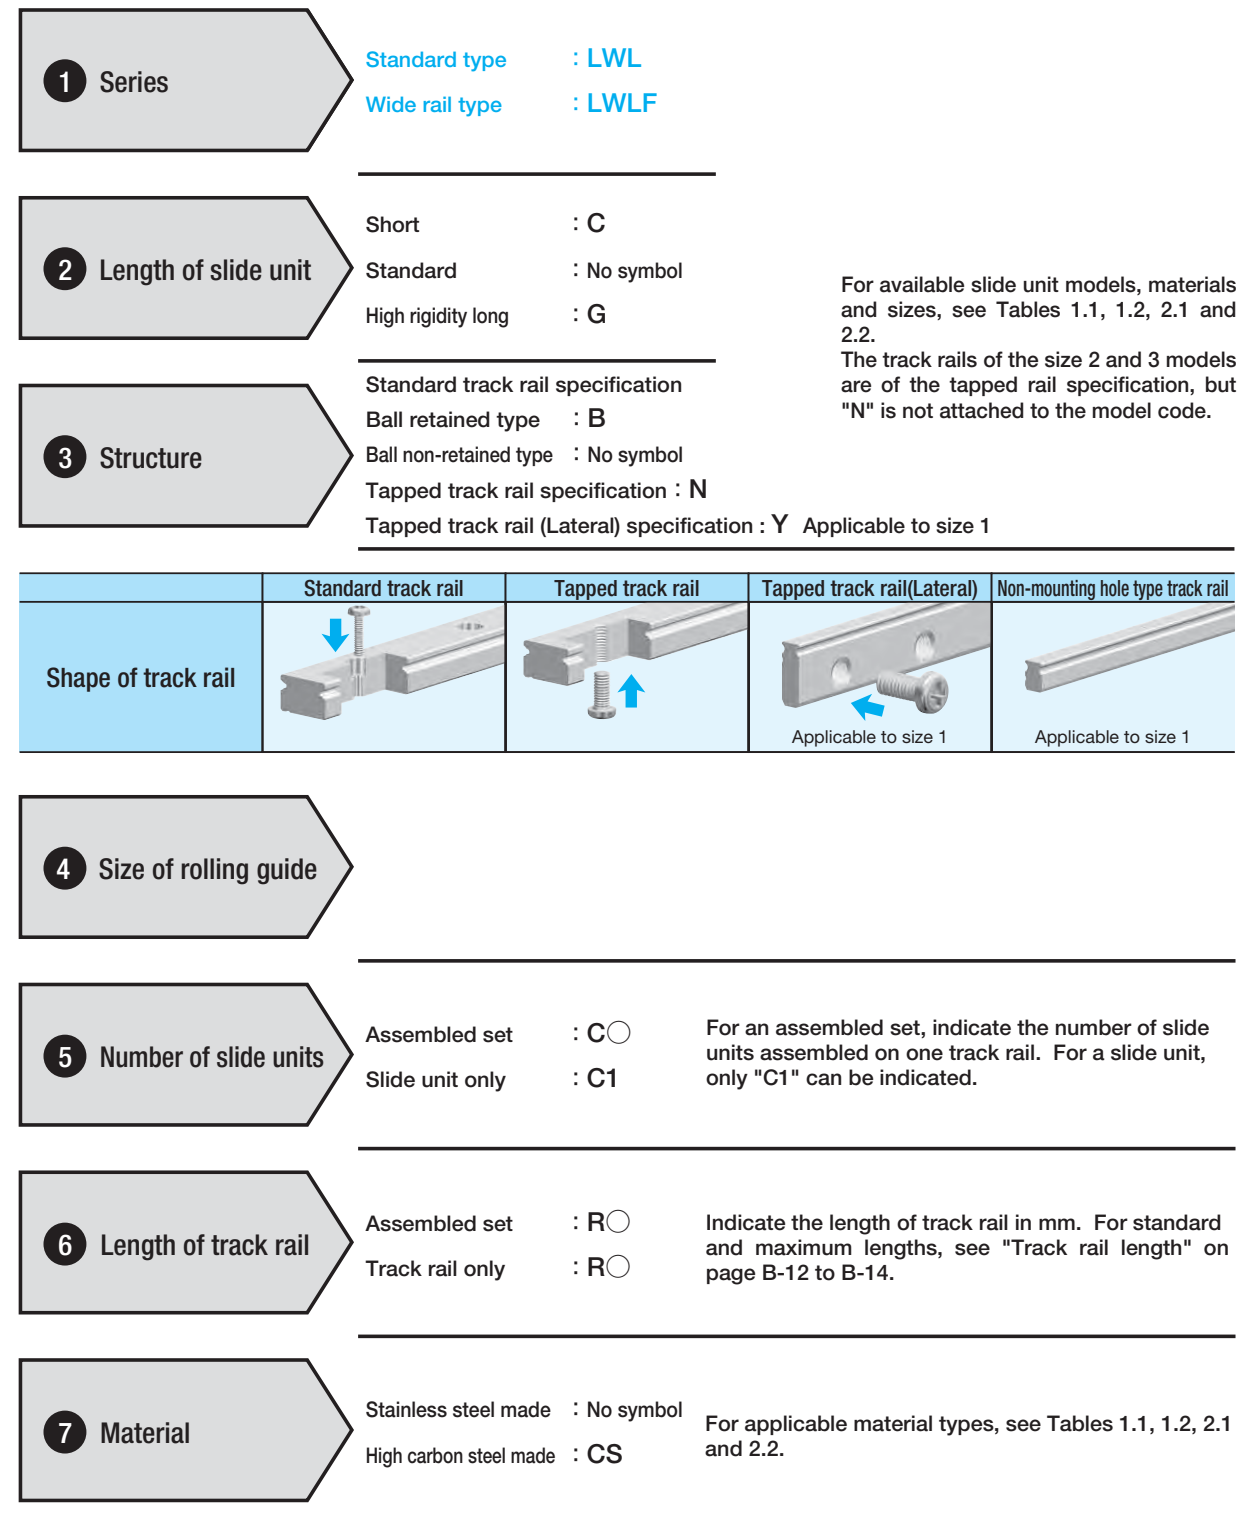 1 Series
Standard type : LWL
Wide rail type : LWLF
2 Length of slide unit
Short : C
Standard : No symbol
High rigidity long : G
For available slide unit models, materials
and sizes, see Tables 1.1, 1.2, 2.1 and
2.2.
The track rails of the size 2 and 3 models
are of the tapped rail specification, but
"N" is not attached to the model code.
3 Structure
Standard track rail specification
Ball retained type : B
Ball non-retained type : No symbol
Tapped track rail specification : N
Tapped track rail (Lateral) specification : Y Applicable to size 1
Standard track rail
Tapped track rail
Tapped track rail(Lateral)
Non-mounting hole type track rail
Shape of track rail
Applicable to size 1
Applicable to size 1
4 Size of rolling guide
5 Number of slide units
Assembled set : C○
Slide unit only : C1
For an assembled set, indicate the number of slide
units assembled on one track rail. For a slide unit,
only "C1" can be indicated.
6 Length of track rail
Assembled set : R○
Track rail only : R○
Indicate the length of track rail in mm. For standard
and maximum lengths, see "Track rail length" on
page B-12 to B-14.
7 Material
Stainless steel made : No symbol
High carbon steel made : CS
For applicable material types, see Tables 1.1, 1.2, 2.1
and 2.2.